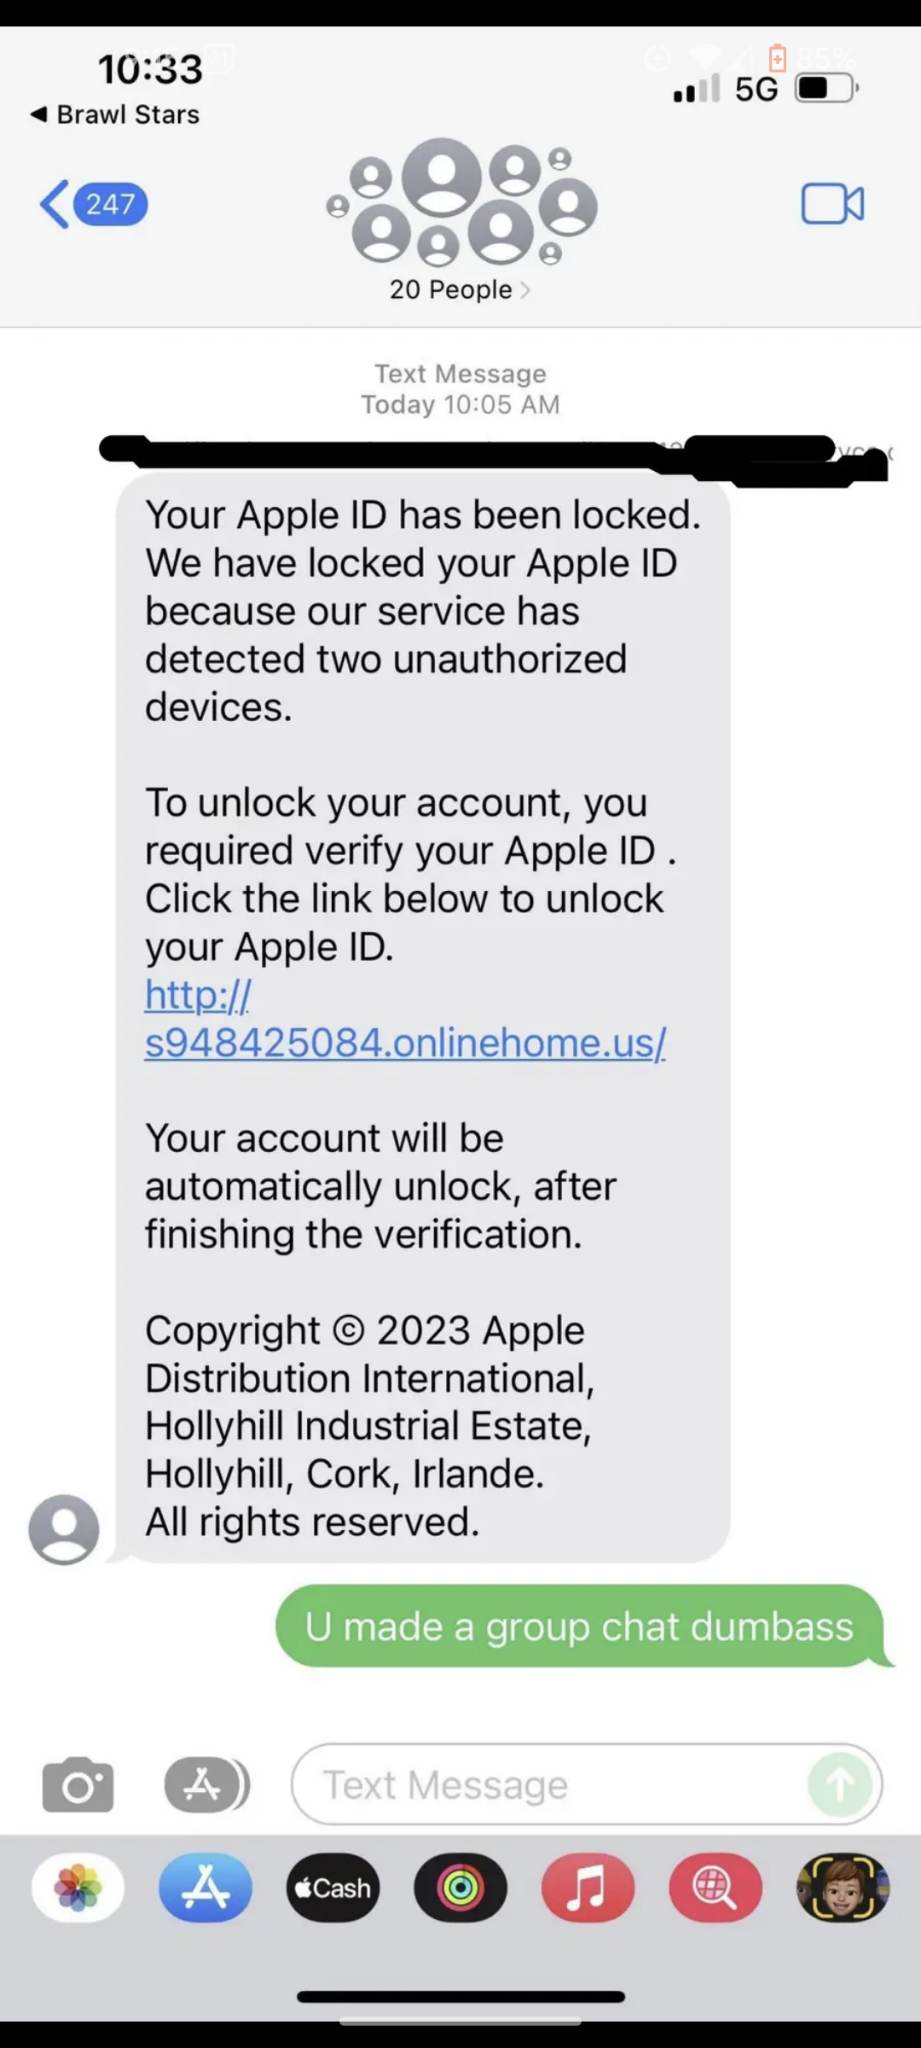 10:33
85%
5G
◀ Brawl Stars
247
20 People >
Text Message
Today 10:05 AM
Your Apple ID has been locked.
We have locked your Apple ID
because our service has
detected two unauthorized
devices.
To unlock your account, you
required verify your Apple ID .
Click the link below to unlock
your Apple ID.
http://
s948425084.onlinehome.us/
Your account will be
automatically unlock, after
finishing the verification.
Copyright © 2023 Apple
Distribution International,
Hollyhill Industrial Estate,
Hollyhill, Cork, Irlande.
All rights reserved.
U made a group chat dumbass
Text Message
Cash